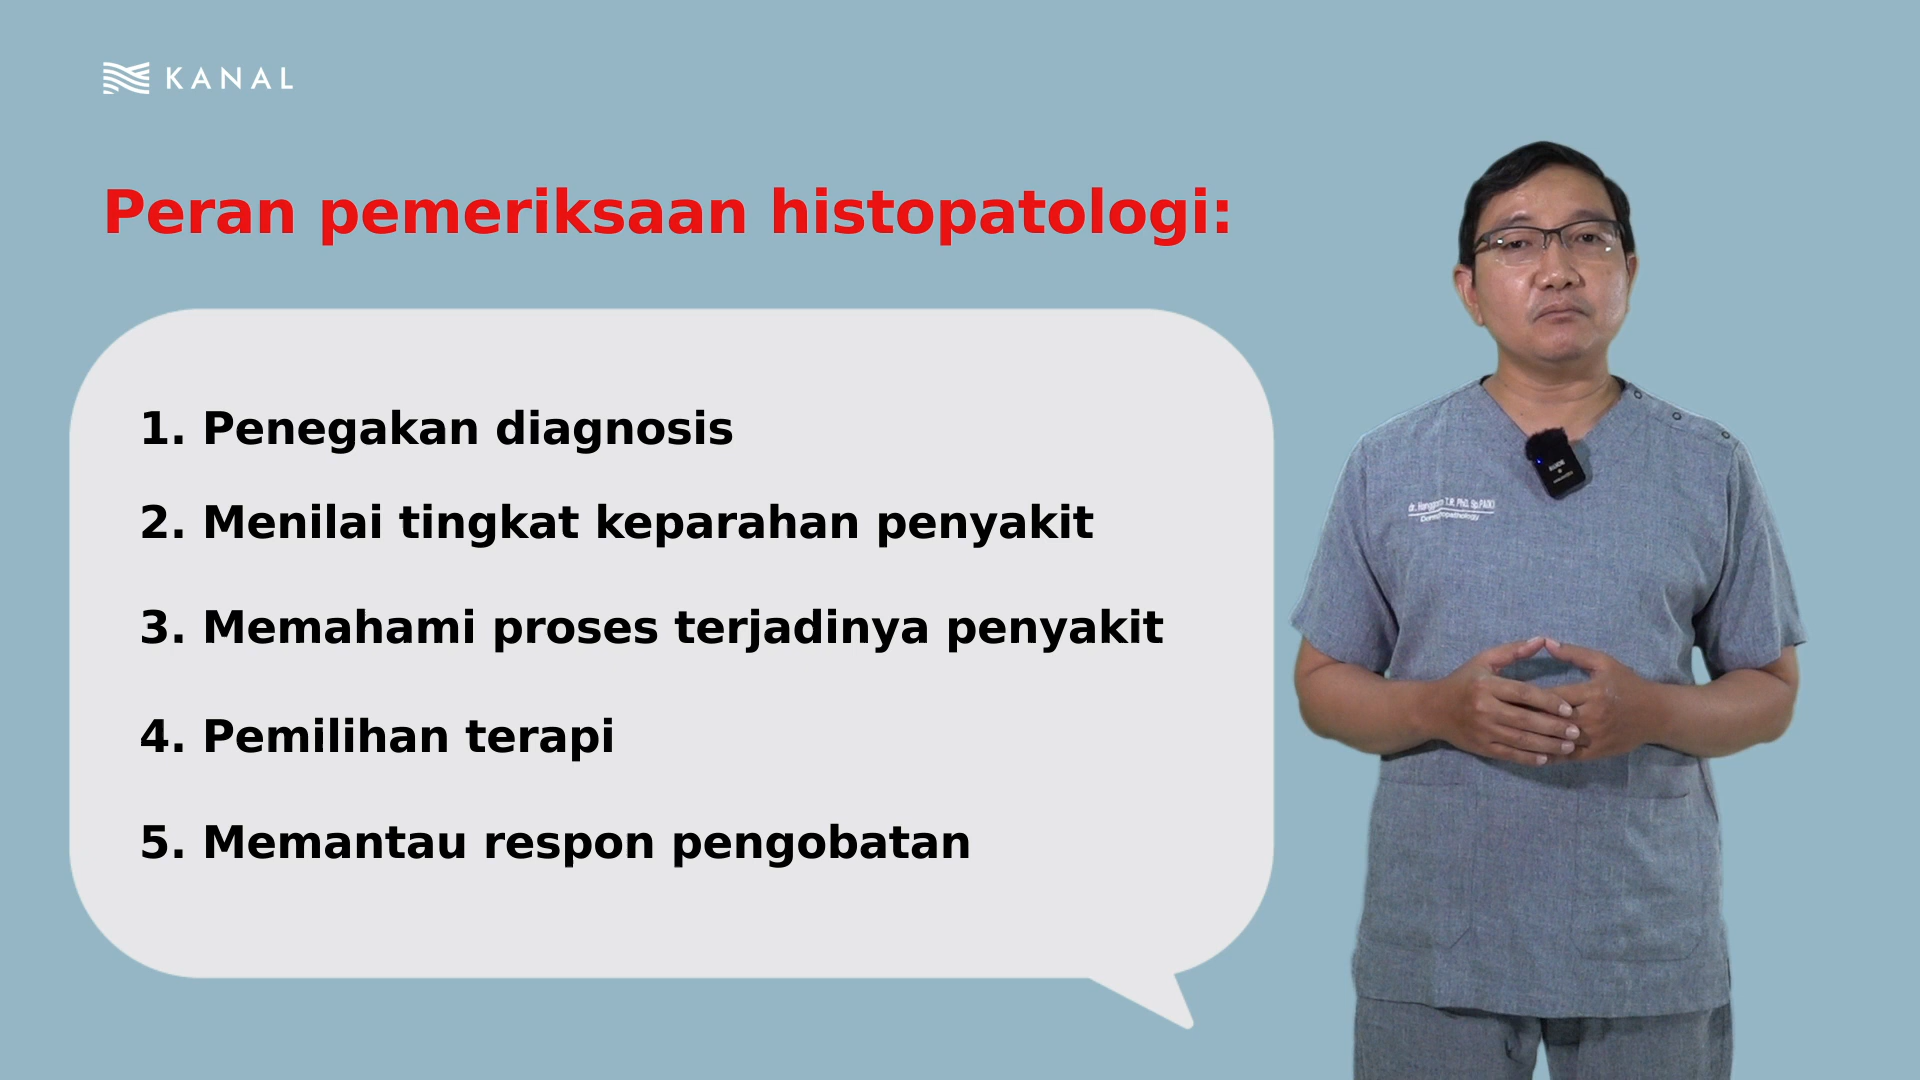 KANAL
Peran pemeriksaan histopatologi:
1. Penegakan diagnosis
2. Menilai tingkat keparahan penyakit
3. Memahami proses terjadinya penyakit
4. Pemilihan terapi
5. Memantau respon pengobatan
Dermatopathology